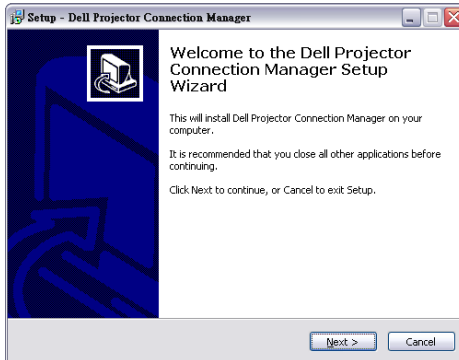 Setup - Dell Projector Connection Manager
Welcome to the Dell Projector
Connection Manager Setup
Wizard
This will install Dell Projector Connection Manager on your
computer.
It is recommended that you close all other applications before
continuing.
Click Next to continue, or Cancel to exit Setup.
Next > Cancel